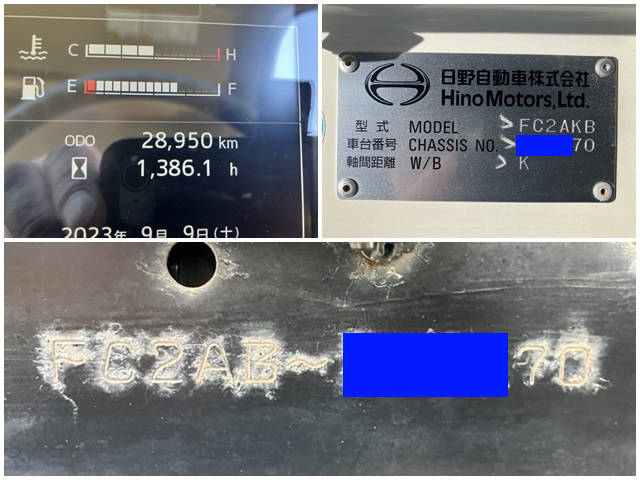 C H
E F
ODO 28,950 km
1,386.1 h
2023年 9月 9日(土)
日野自動車株式会社
Hino Motors, Ltd.
型式 MODEL >FC2AKB
車台番号 CHASSIS NO. > 70
軸間距離 W/B > K
FC2AB~ 70